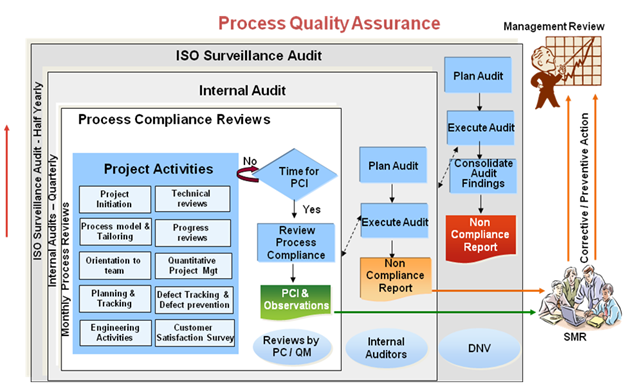 Process Quality Assurance
Management Review
ISO Surveillance Audit
Plan Audit
Internal Audit
Process Compliance Reviews
Execute Audit
Project Activities
No
Time for
PCI
Plan Audit
Consolidate
Audit
Findings
Project
Initiation
Technical
reviews
Yes
Process model &
Tailoring
Progress
reviews
Review
Process
Compliance
Execute Audit
Non
Compliance
Report
Orientation to
team
Quantitative
Project Mgt
Non
Compliance
Report
Planning &
Tracking
Defect Tracking &
Defect prevention
PCI &
Observations
Engineering
Activities
Customer
Satisfaction Survey
Reviews by
PC / QM
Internal
Auditors
DNV
SMR
ISO Surveillance Audit - Half Yearly
Internal Audits – Quarterly
Monthly Process Reviews
Corrective / Preventive Action